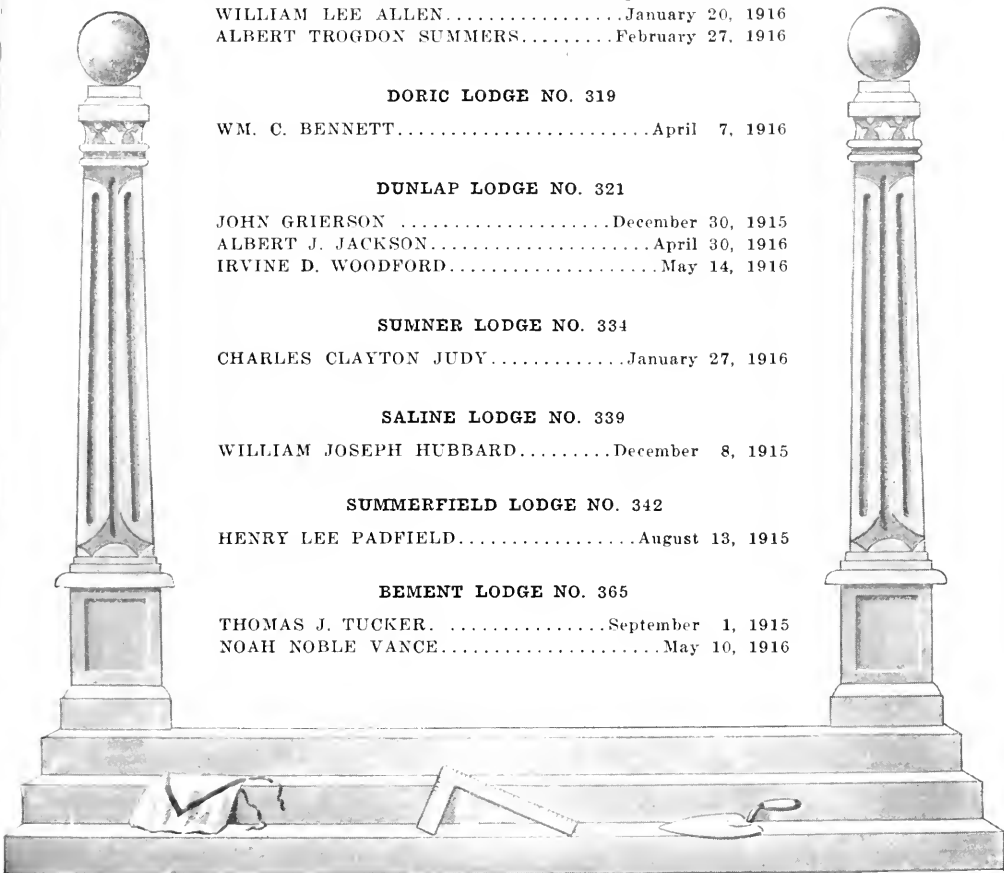 WILLIAM LEE ALLEN.................January 20, 1916
ALBERT TROGDON SUMMERS.........February 27, 1916
DORIC LODGE NO. 319
WM. C. BENNETT........................April 7, 1916
DUNLAP LODGE NO. 321
JOHN GRIERSON ....................December 30, 1915
ALBERT J. JACKSON.....................April 30, 1916
IRVINE D. WOODFORD....................May 14, 1916
SUMNER LODGE NO. 334
CHARLES CLAYTON JUDY.............January 27, 1916
SALINE LODGE NO. 339
WILLIAM JOSEPH HUBBARD.........December 8, 1915
SUMMERFIELD LODGE NO. 342
HENRY LEE PADFIELD.................August 13, 1915
BEMENT LODGE NO. 365
THOMAS J. TUCKER. ...............September 1, 1915
NOAH NOBLE VANCE.....................May 10, 1916